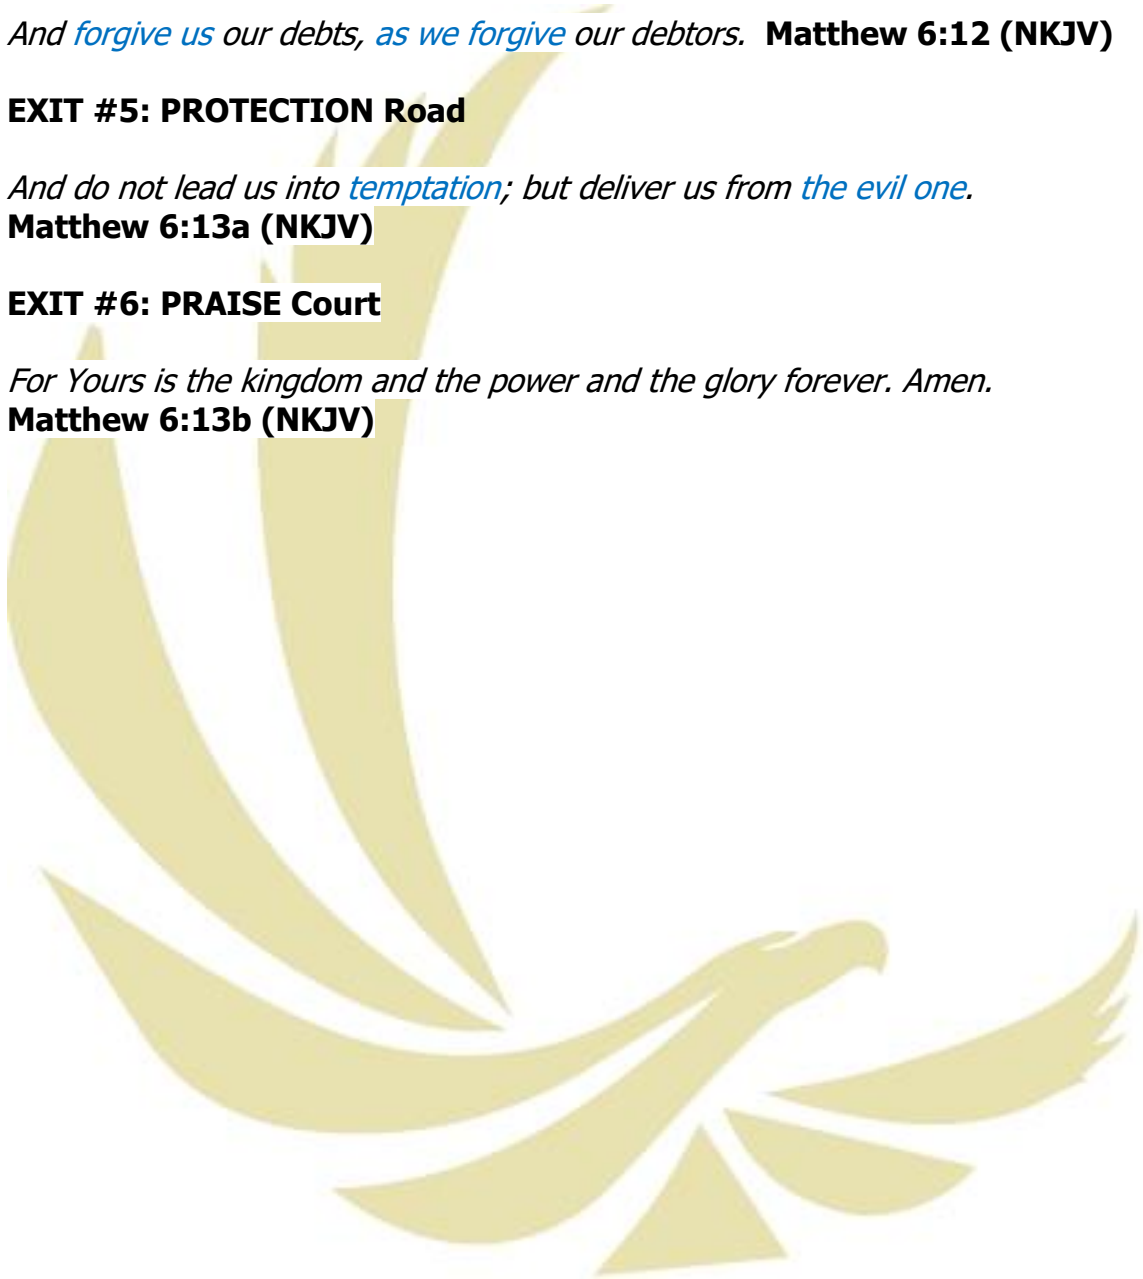 And forgive us our debts, as we forgive our debtors. Matthew 6:12 (NKJV)
EXIT #5: PROTECTION Road
And do not lead us into temptation; but deliver us from the evil one.
Matthew 6:13a (NKJV)
EXIT #6: PRAISE Court
For Yours is the kingdom and the power and the glory forever. Amen.
Matthew 6:13b (NKJV)